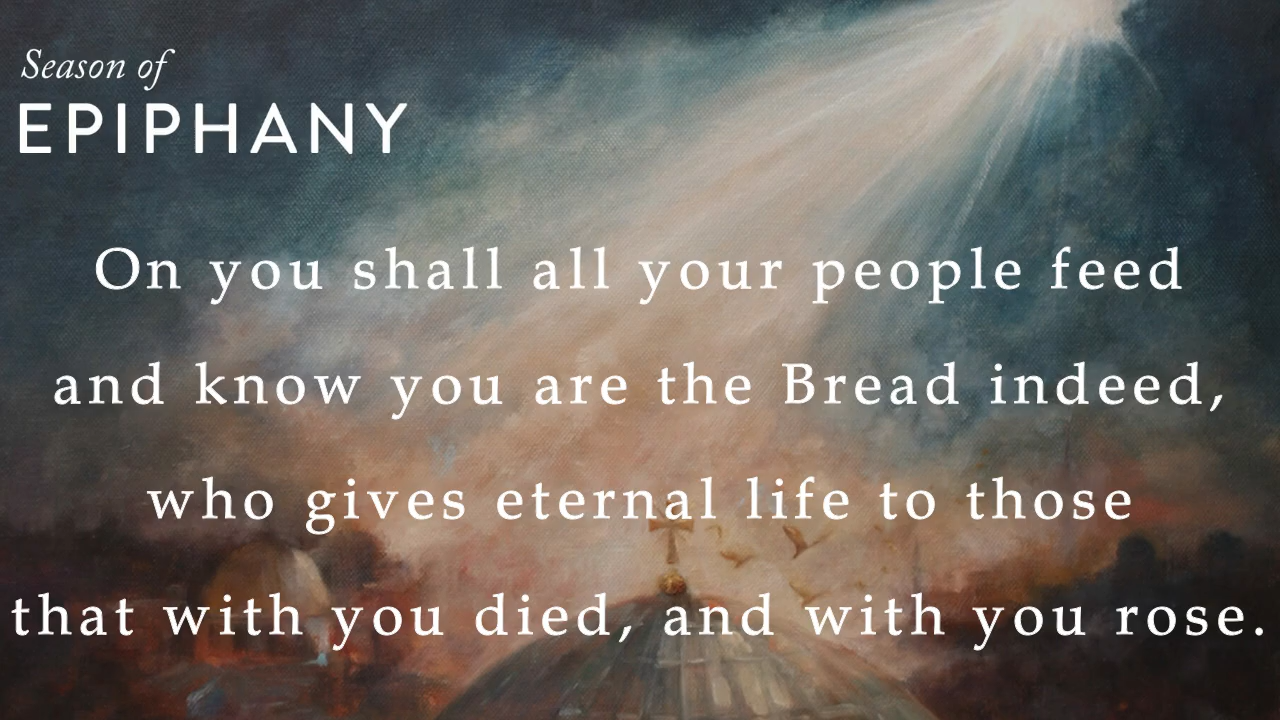 Season of
EPIPHANY
On you shall all your people feed
and know you are the Bread indeed,
who gives eternal life to those
that with you died, and with you rose.